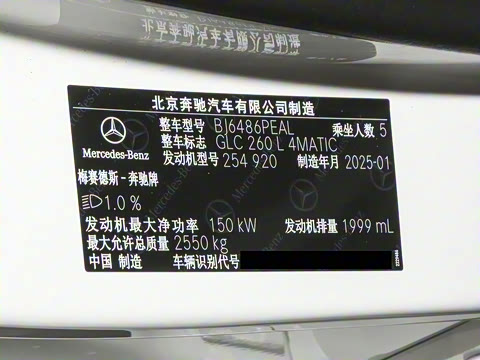 北京奔驰汽车有限公司制造
整车型号 BJ6486PEAL 乘坐人数 5
整车标志 GLC 260 L 4MATIC
Mercedes-Benz
发动机型号 254 920 制造年月 2025-01
梅赛德斯-奔驰牌
1.0 %
发动机最大净功率 150 kW 发动机排量 1999 mL
最大允许总质量 2550 kg
中国 制造 车辆识别代号